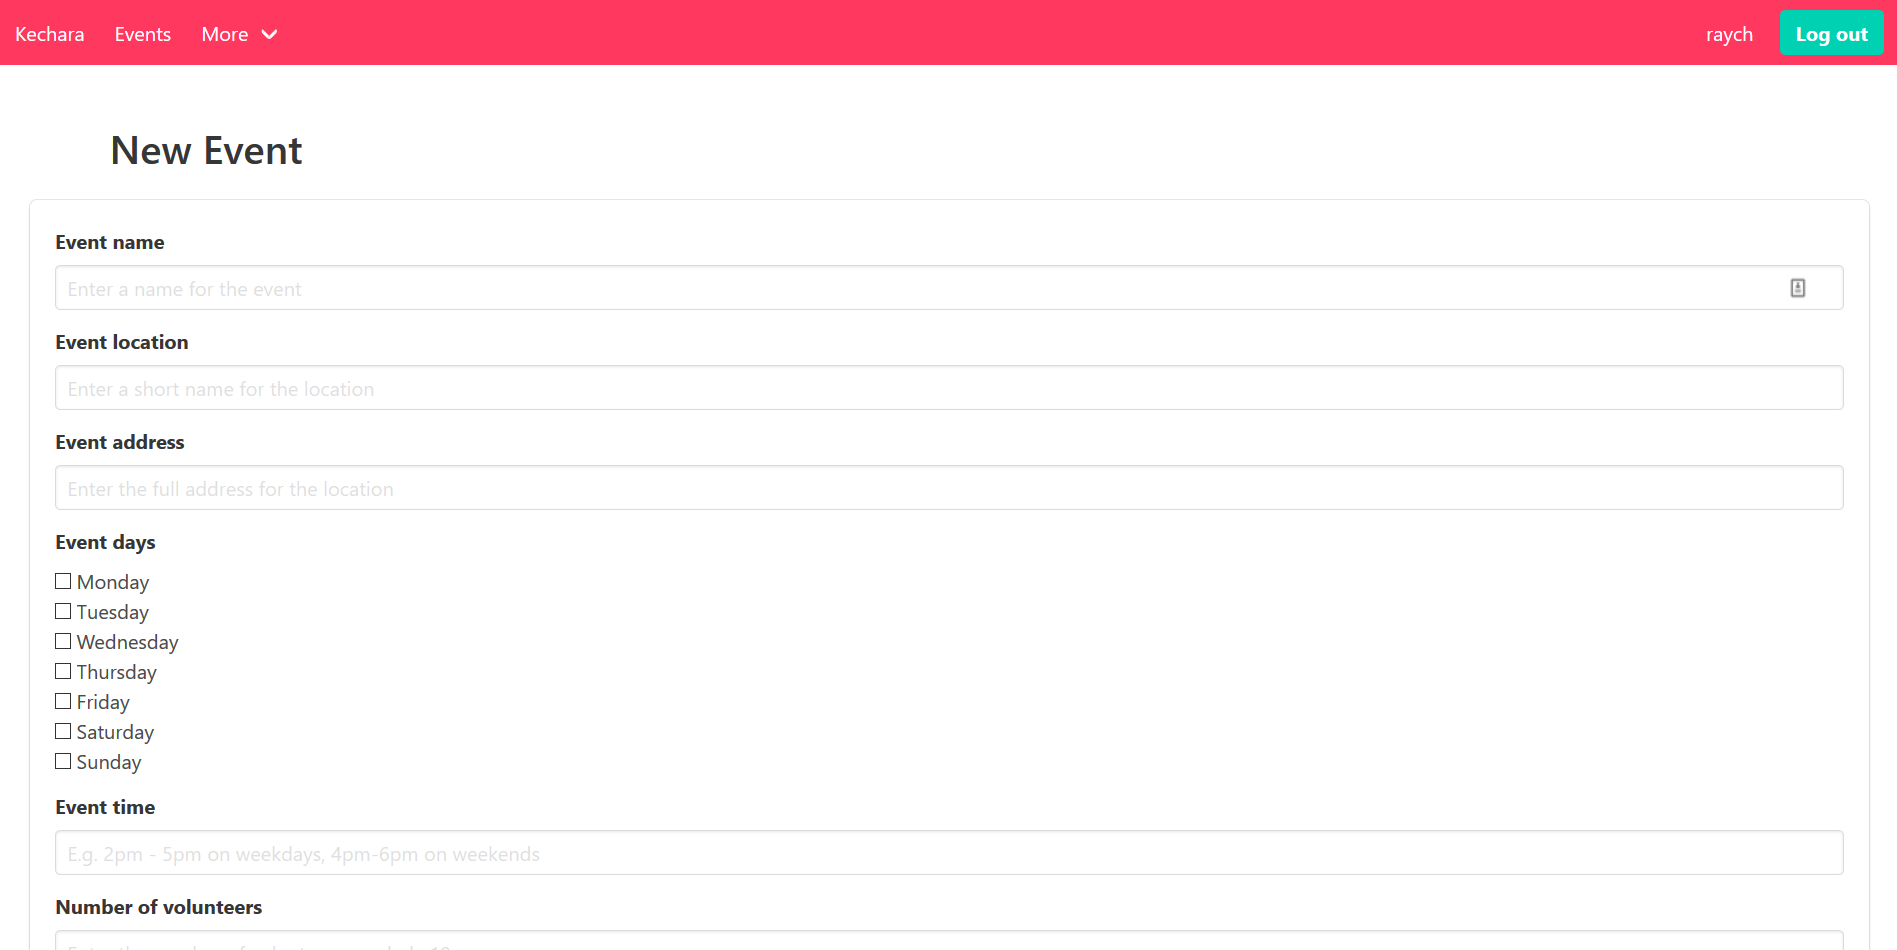 Kechara Events More raych Log out
New Event
Event name
Enter a name for the event
Event location
Enter a short name for the location
Event address
Enter the full address for the location
Event days
Monday
Tuesday
Wednesday
Thursday
Friday
Saturday
Sunday
Event time
E.g. 2pm - 5pm on weekdays, 4pm-6pm on weekends
Number of volunteers